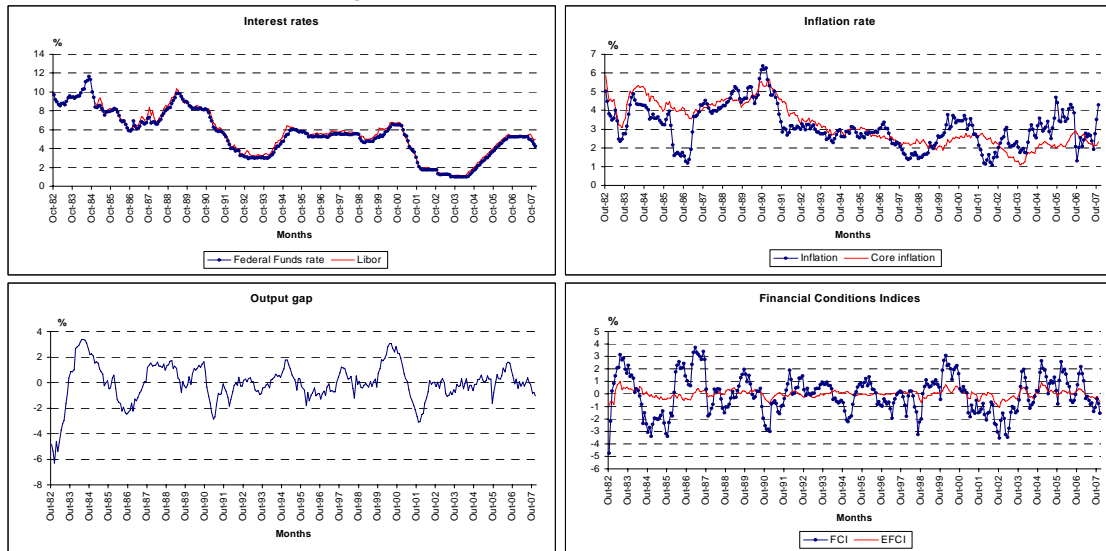 Interest rates
%
14
12
10
8
6
4
2
0
Oct-82 Oct-83 Oct-84 Oct-85 Oct-86 Oct-87 Oct-88 Oct-89 Oct-90 Oct-91 Oct-92 Oct-93 Oct-94 Oct-95 Oct-96 Oct-97 Oct-98 Oct-99 Oct-00 Oct-01 Oct-02 Oct-03 Oct-04 Oct-05 Oct-06 Oct-07
Months
Federal Funds rate Libor
Inflation rate
%
7
6
5
4
3
2
1
0
Out-82 Out-83 Out-84 Out-85 Out-86 Out-87 Out-88 Out-89 Out-90 Out-91 Out-92 Out-93 Out-94 Out-95 Out-96 Out-97 Out-98 Out-99 Out-00 Out-01 Out-02 Out-03 Out-04 Out-05 Out-06 Out-07
Months
Inflation Core inflation
Output gap
%
4
2
0
-2
-4
-6
-8
Out-82 Out-83 Out-84 Out-85 Out-86 Out-87 Out-88 Out-89 Out-90 Out-91 Out-92 Out-93 Out-94 Out-95 Out-96 Out-97 Out-98 Out-99 Out-00 Out-01 Out-02 Out-03 Out-04 Out-05 Out-06 Out-07
Months
Financial Conditions Indices
%
5
4
3
2
1
0
-1
-2
-3
-4
-5
-6
Out-82 Out-83 Out-84 Out-85 Out-86 Out-87 Out-88 Out-89 Out-90 Out-91 Out-92 Out-93 Out-94 Out-95 Out-96 Out-97 Out-98 Out-99 Out-00 Out-01 Out-02 Out-03 Out-04 Out-05 Out-06 Out-07
Months
FCI EFCI